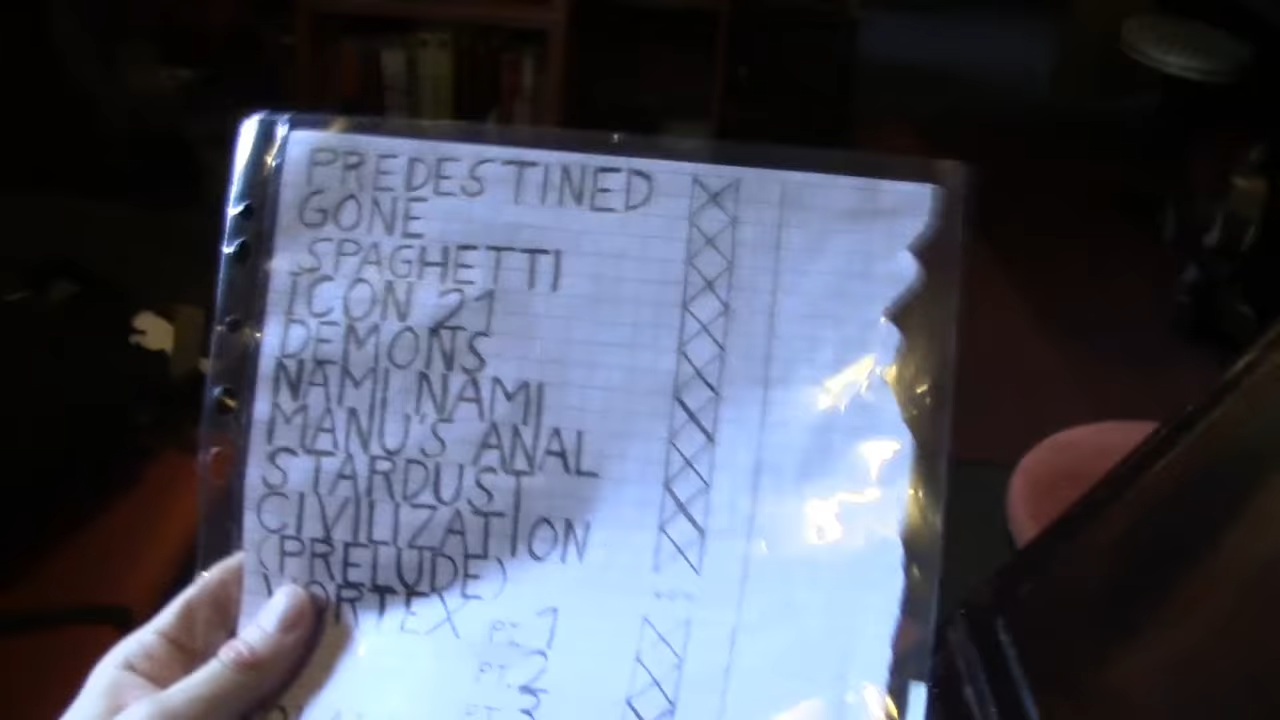 PREDESTINED
GONE
SPAGHETTI
ICON 21
DEMONS
NAMI NAMI
MANU'S ANAL
STARDUST
CIVILIZATION
(PRELUDE)
VORTEX PT. 1
PT. 2
PT. 3